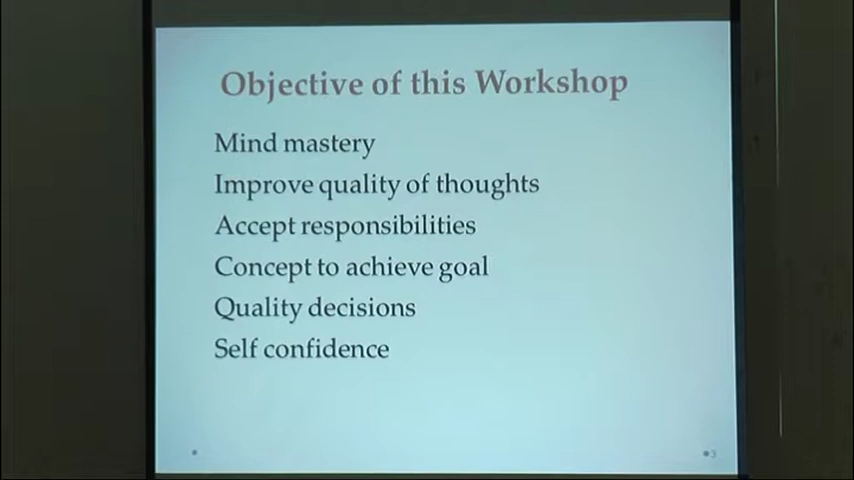 Objective of this Workshop
Mind mastery
Improve quality of thoughts
Accept responsibilities
Concept to achieve goal
Quality decisions
Self confidence
3